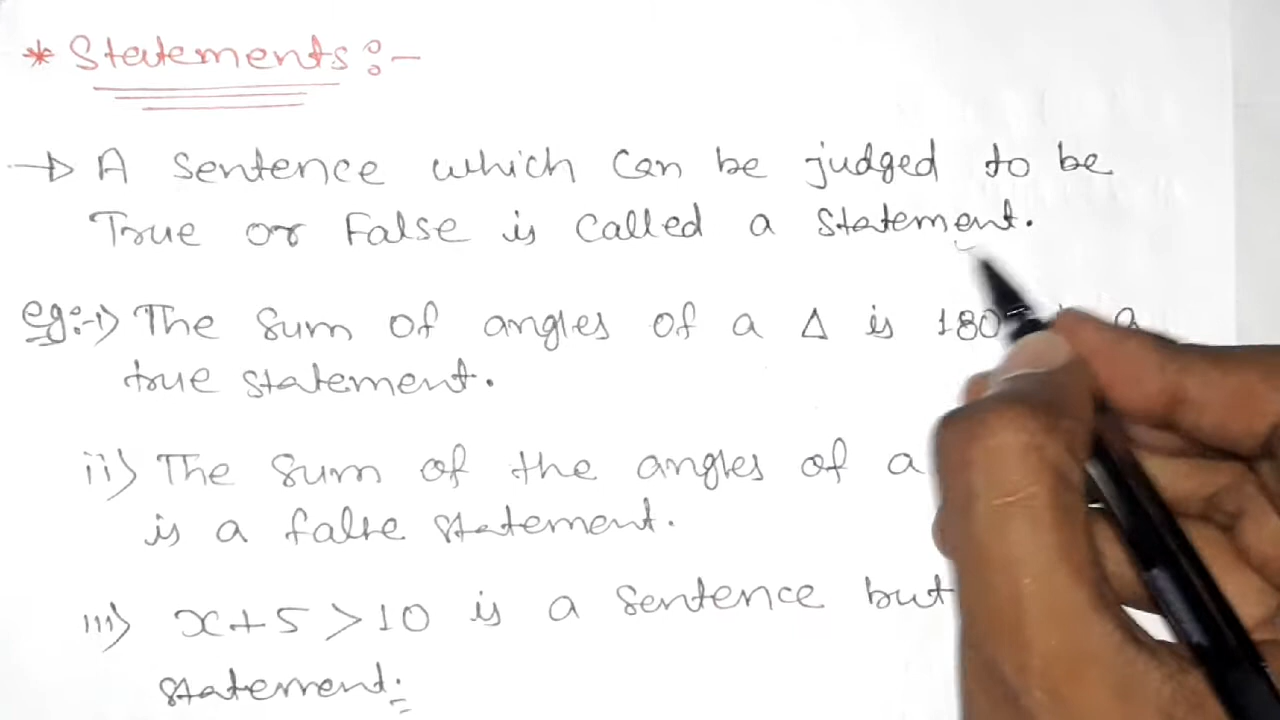 * Statements :-
→ A sentence which can be judged to be
True or False is called a statement.
eg:-i) The sum of angles of a Δ is 180 a
true statement.
ii) The sum of the angles of a
is a false statement.
iii) x+5 > 10 is a sentence but
statement.